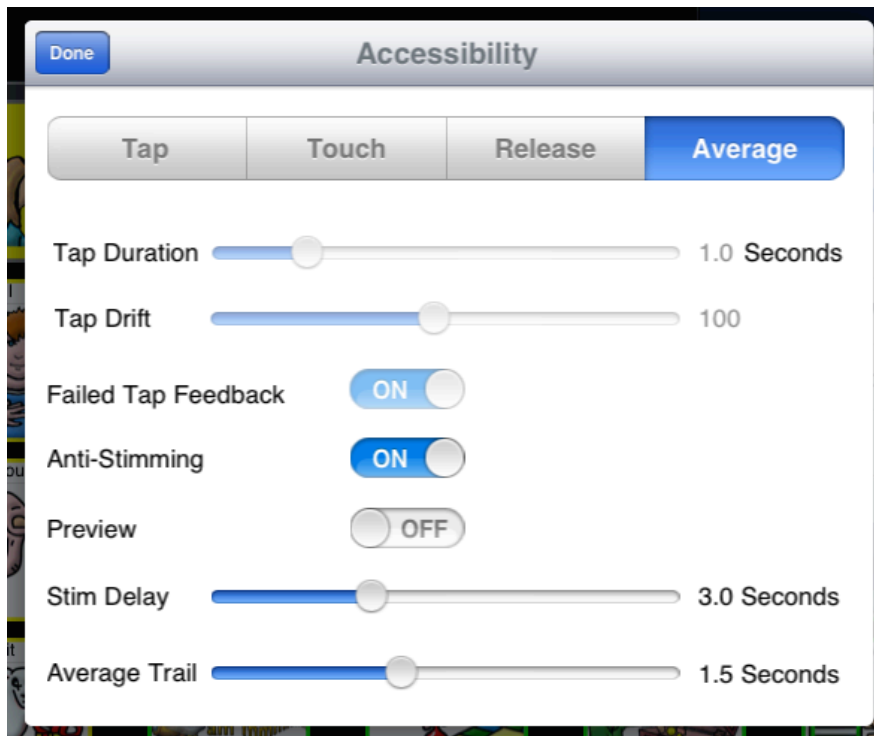 Done
Accessibility
Tap Touch Release Average
Tap Duration 1.0 Seconds
Tap Drift 100
Failed Tap Feedback ON
Anti-Stimming ON
Preview OFF
Stim Delay 3.0 Seconds
Average Trail 1.5 Seconds